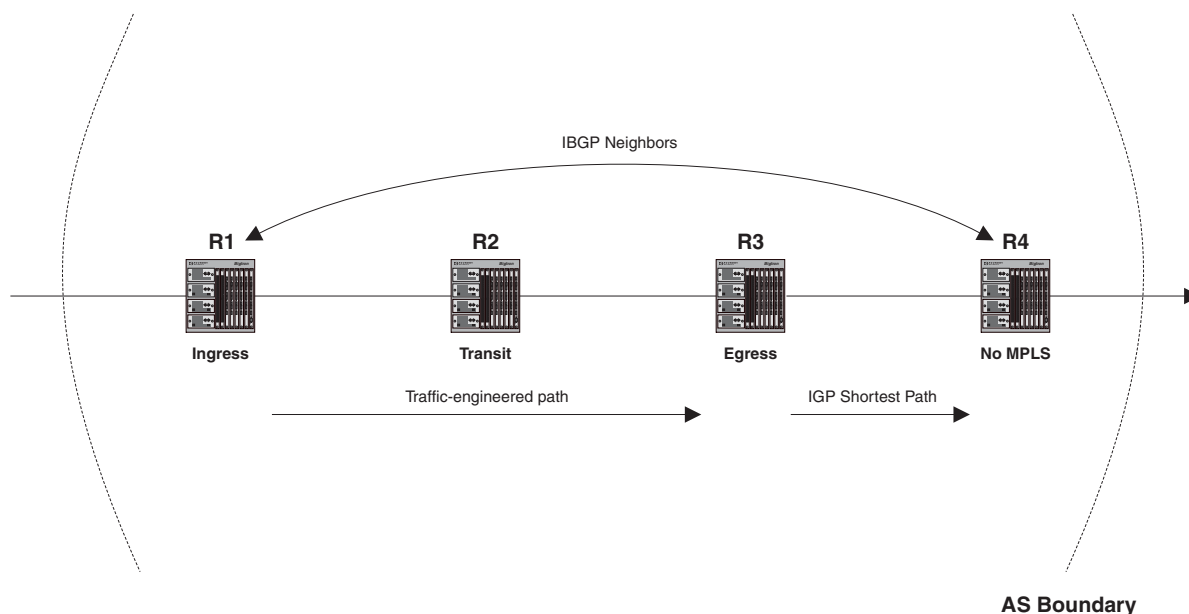 IBGP Neighbors
R1
R2
R3
R4
Ingress
Transit
Egress
No MPLS
Traffic-engineered path
IGP Shortest Path
AS Boundary